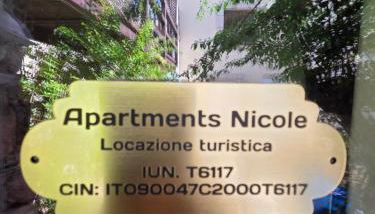 Apartments Nicole
Locazione turistica
IUN. T6117
CIN: IT090047C2000T6117